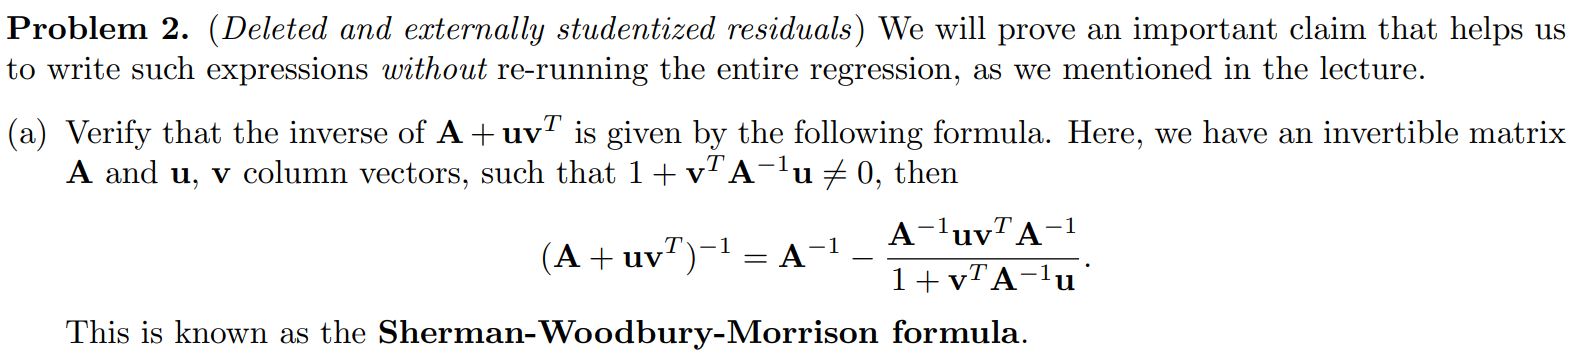 Problem 2. (Deleted and externally studentized residuals) We will prove an important claim that helps us
to write such expressions without re-running the entire regression, as we mentioned in the lecture.
(a) Verify that the inverse of A + uv^T is given by the following formula. Here, we have an invertible matrix
A and u, v column vectors, such that 1 + v^T A^{-1} u ≠ 0, then
(A + uv^T)^{-1} = A^{-1} − \frac{A^{-1}uv^T A^{-1}}{1 + v^T A^{-1}u}.
This is known as the Sherman-Woodbury-Morrison formula.